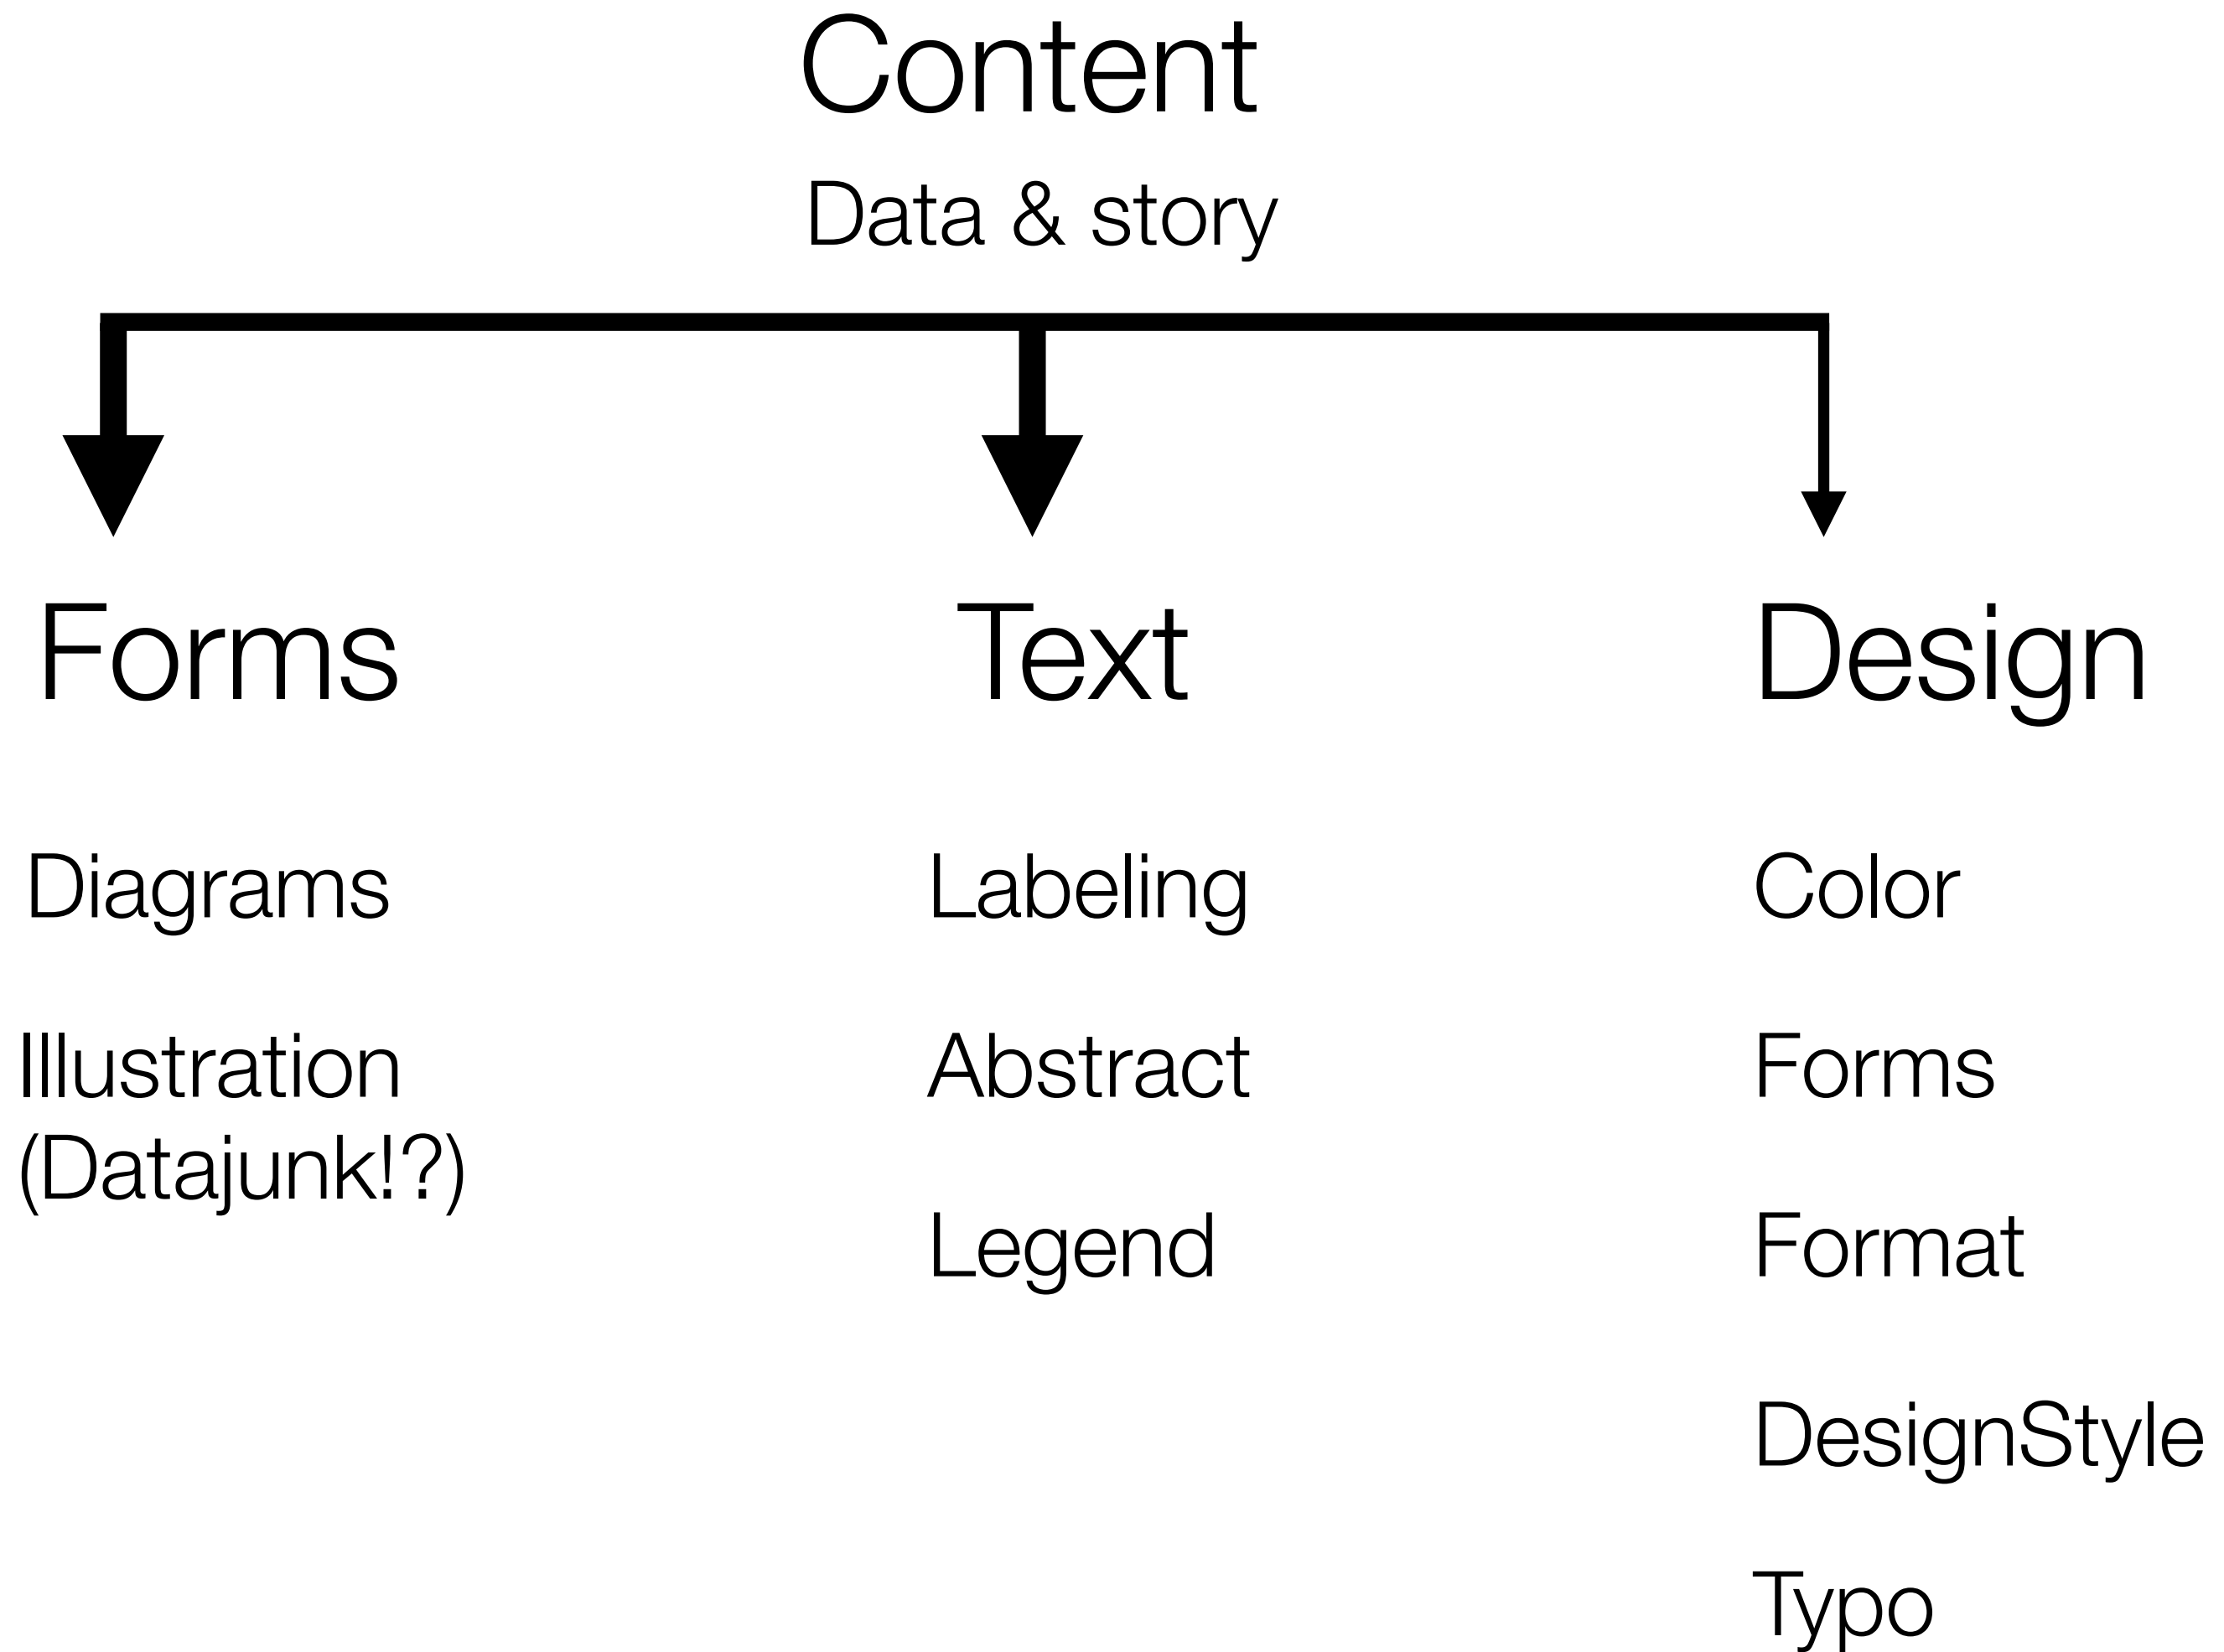 Content
Data & story
Forms
Text
Design
Diagrams
Labeling
Color
Illustration
(Datajunk!?)
Abstract
Forms
Legend
Format
DesignStyle
Typo